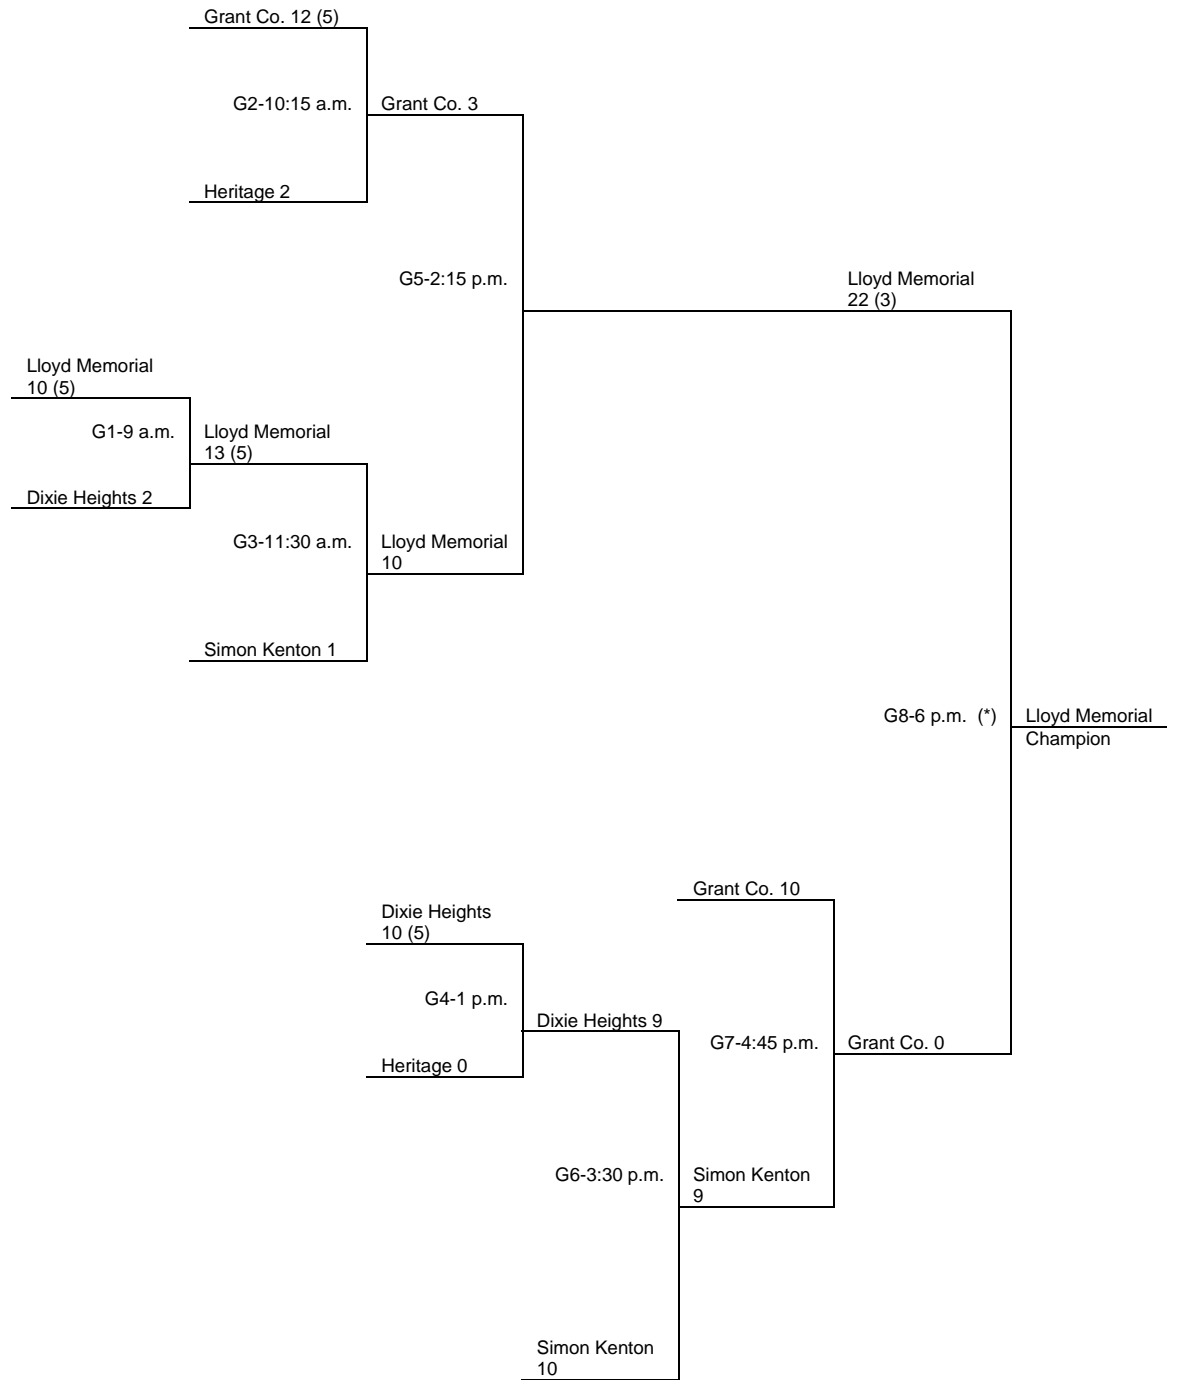 Grant Co. 12 (5)
G2-10:15 a.m.
Grant Co. 3
Heritage 2
G5-2:15 p.m.
Lloyd Memorial
22 (3)
Lloyd Memorial
10 (5)
G1-9 a.m.
Lloyd Memorial
13 (5)
Dixie Heights 2
G3-11:30 a.m.
Lloyd Memorial
10
Simon Kenton 1
G8-6 p.m. (*)
Lloyd Memorial
Champion
Grant Co. 10
Dixie Heights
10 (5)
G4-1 p.m.
Dixie Heights 9
G7-4:45 p.m.
Grant Co. 0
Heritage 0
G6-3:30 p.m.
Simon Kenton
9
Simon Kenton
10